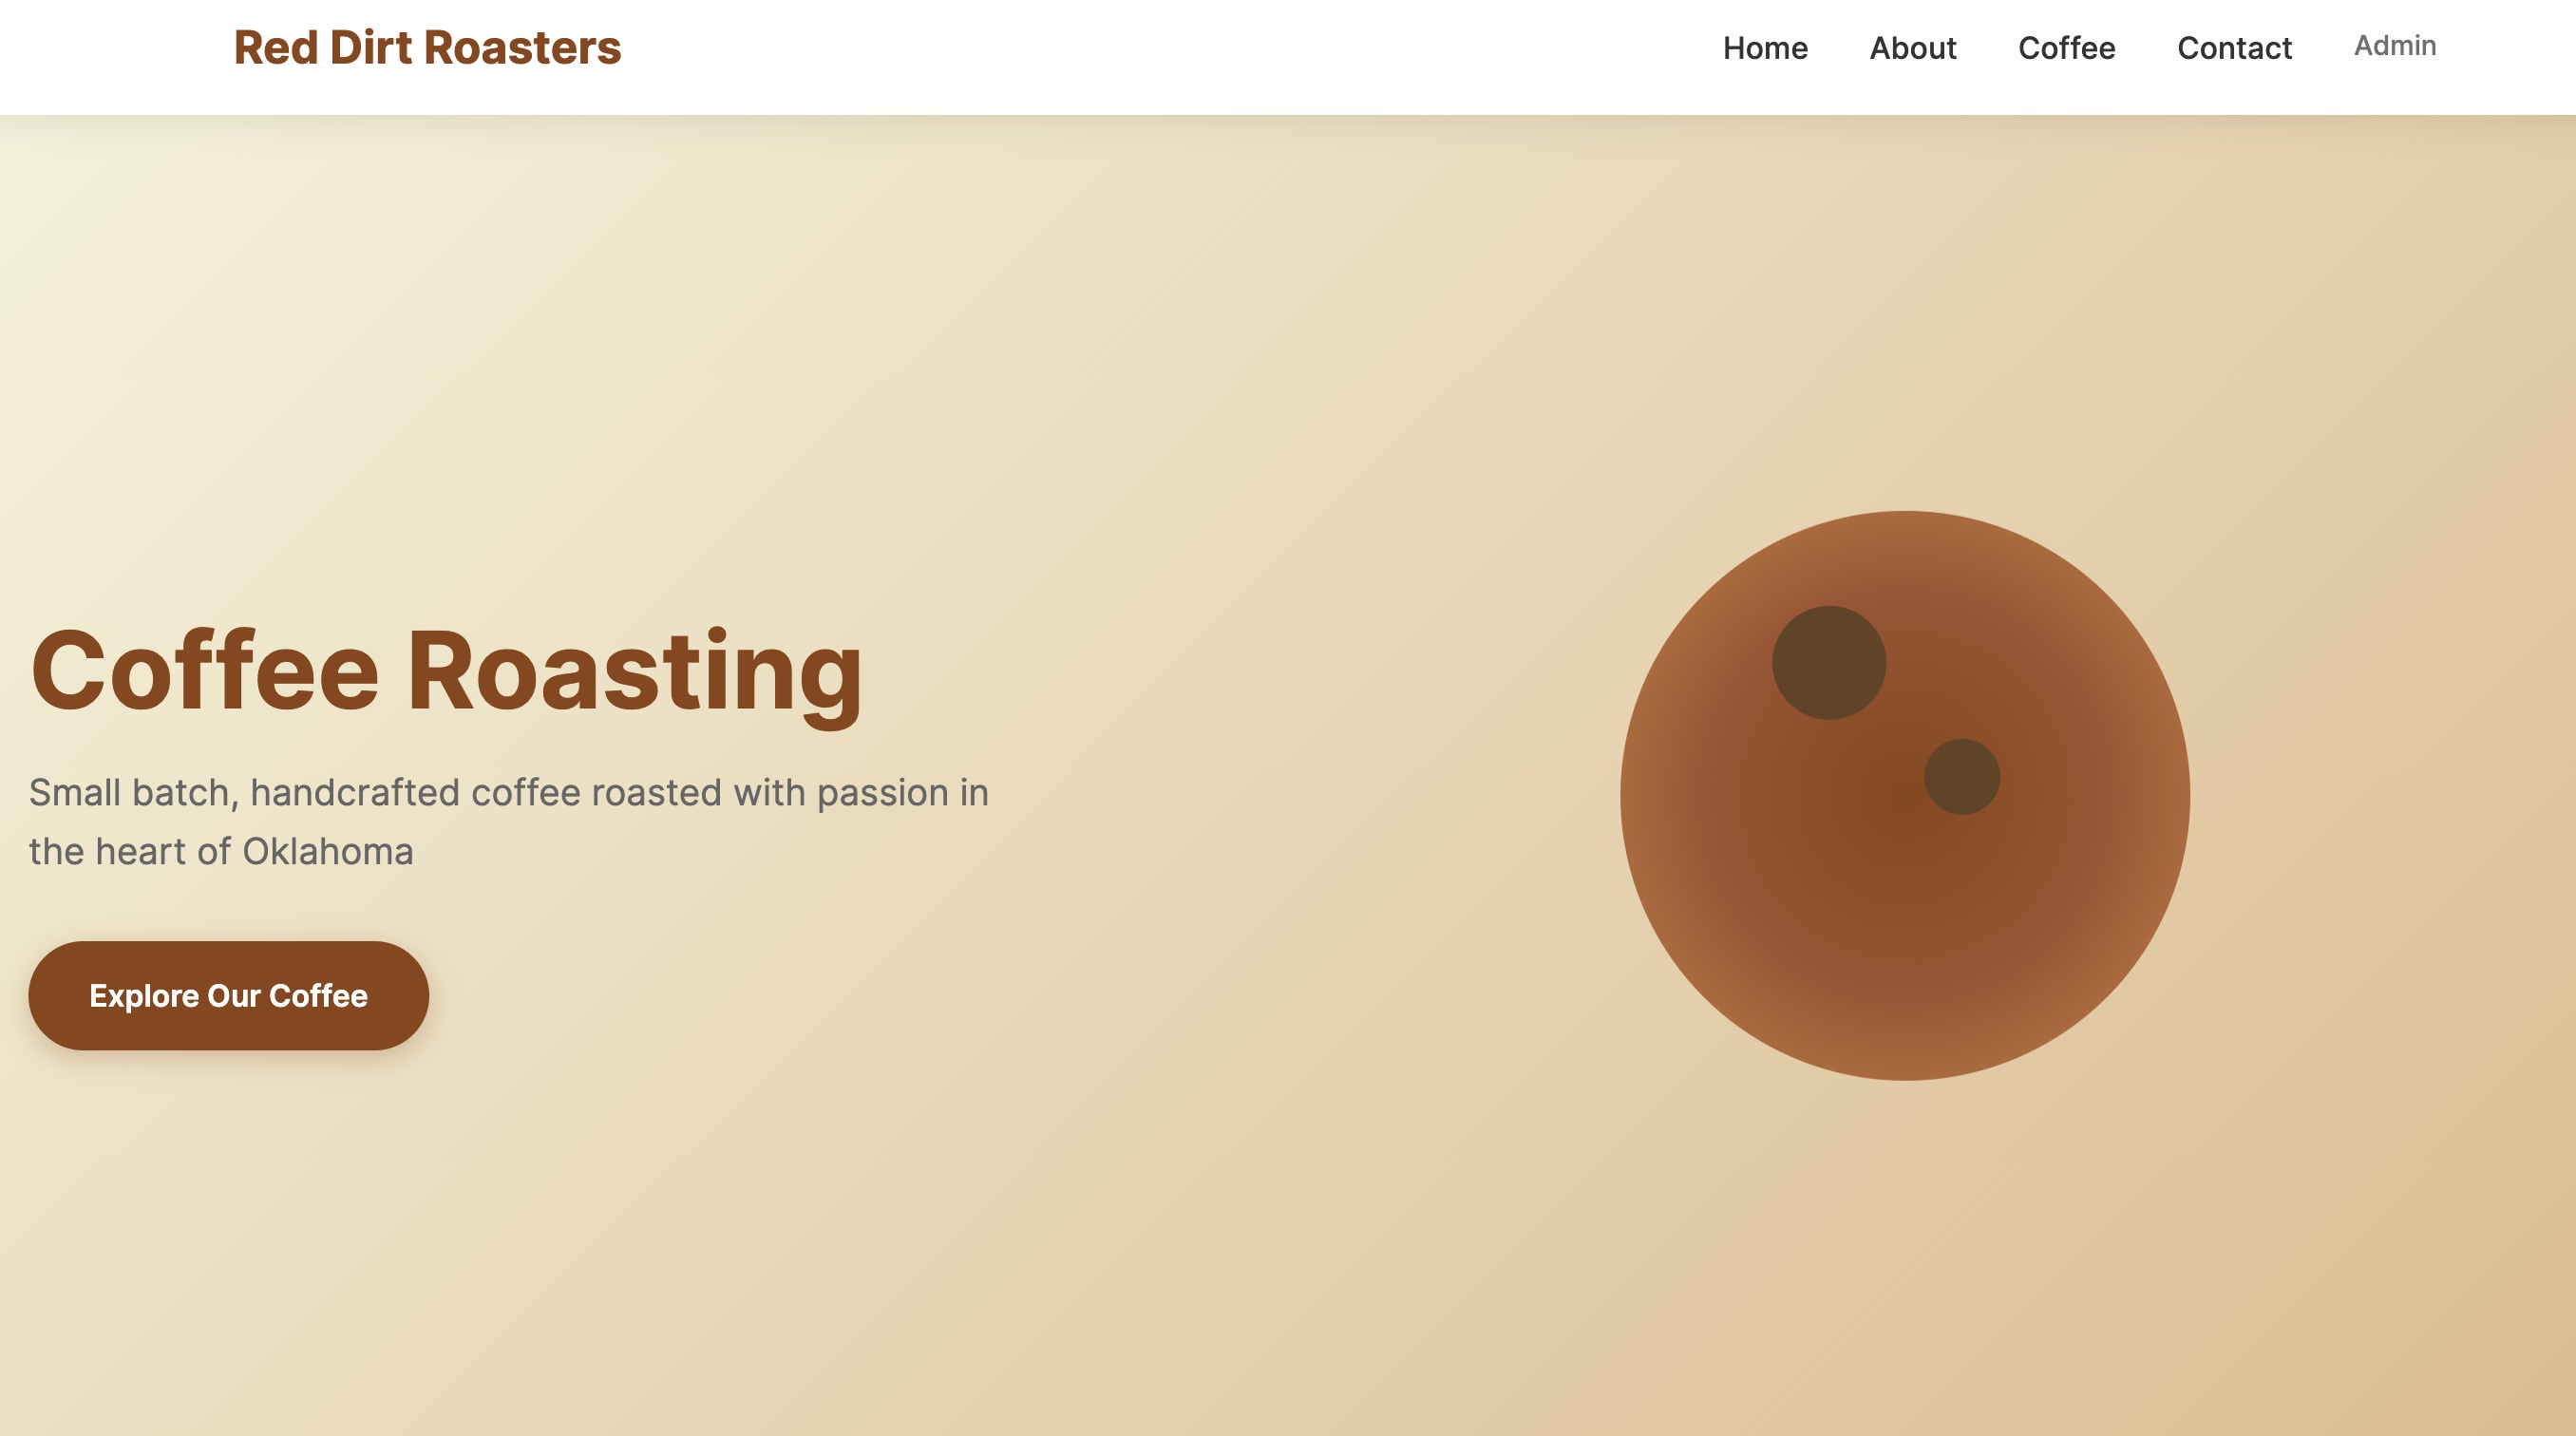 Red Dirt Roasters
Home About Coffee Contact Admin
Coffee Roasting
Small batch, handcrafted coffee roasted with passion in
the heart of Oklahoma
Explore Our Coffee